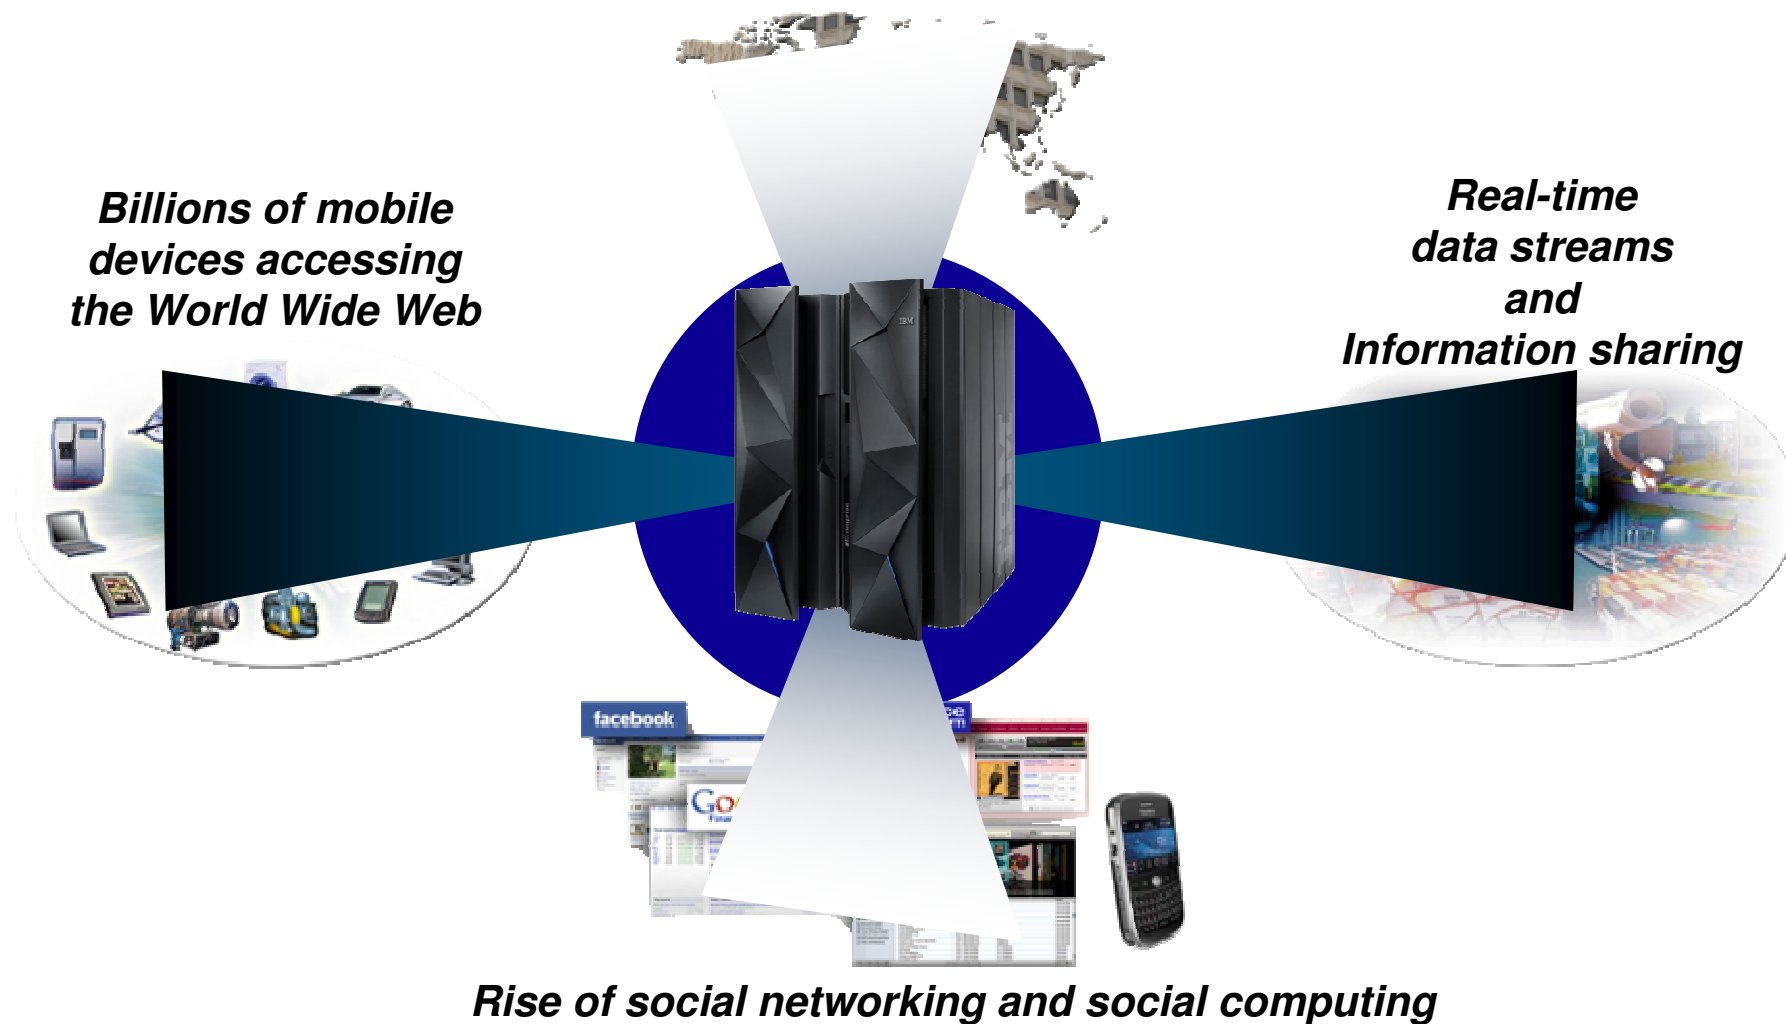 Billions of mobile
devices accessing
the World Wide Web
Real-time
data streams
and
Information sharing
IBM
facebook
Rise of social networking and social computing